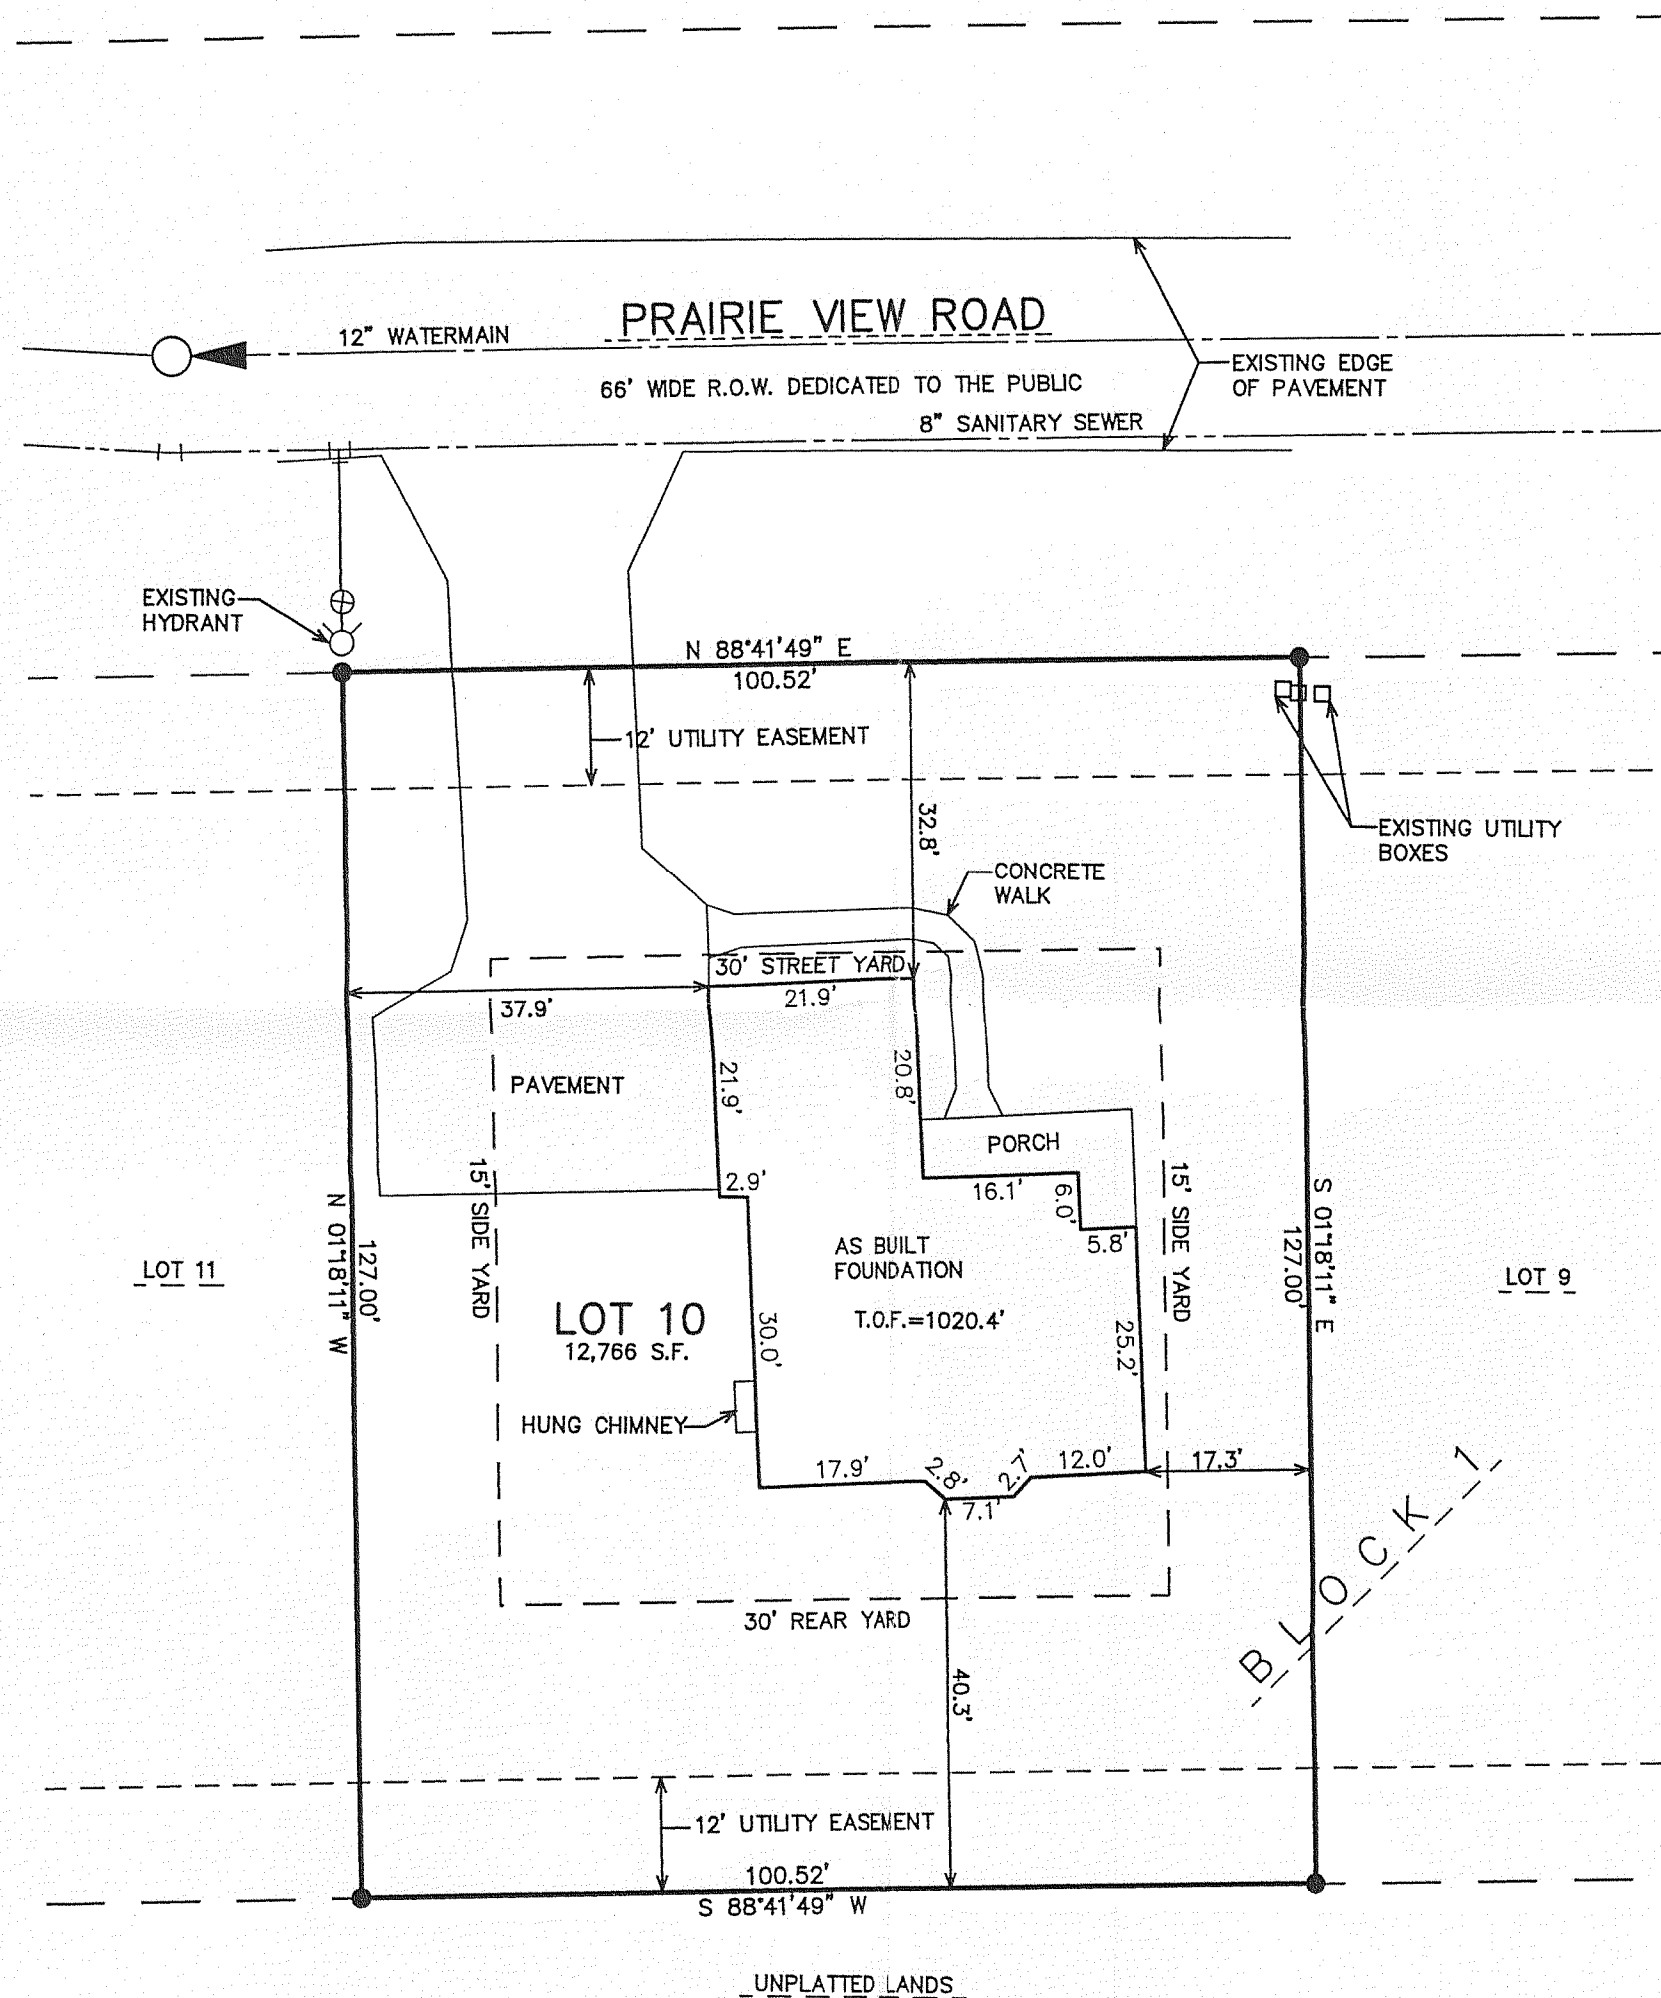 PRAIRIE VIEW ROAD
12" WATERMAIN
EXISTING EDGE
OF PAVEMENT
66' WIDE R.O.W. DEDICATED TO THE PUBLIC
8" SANITARY SEWER
EXISTING
HYDRANT
N 88°41'49" E
100.52'
12' UTILITY EASEMENT
32.8'
EXISTING UTILITY
BOXES
CONCRETE
WALK
30' STREET YARD
37.9'
21.9'
21.9'
20.8'
PAVEMENT
PORCH
2.9'
16.1'
6.0'
5.8'
15' SIDE YARD
15' SIDE YARD
N 01°18'11" W
127.00'
S 01°18'11" E
127.00'
AS BUILT
FOUNDATION
T.O.F.=1020.4'
LOT 11
LOT 9
LOT 10
12,766 S.F.
30.0'
25.2'
HUNG CHIMNEY
17.9'
2.8'
7.1'
2.7'
12.0'
17.3'
BLOCK 1
30' REAR YARD
40.3'
12' UTILITY EASEMENT
100.52'
S 88°41'49" W
UNPLATTED LANDS